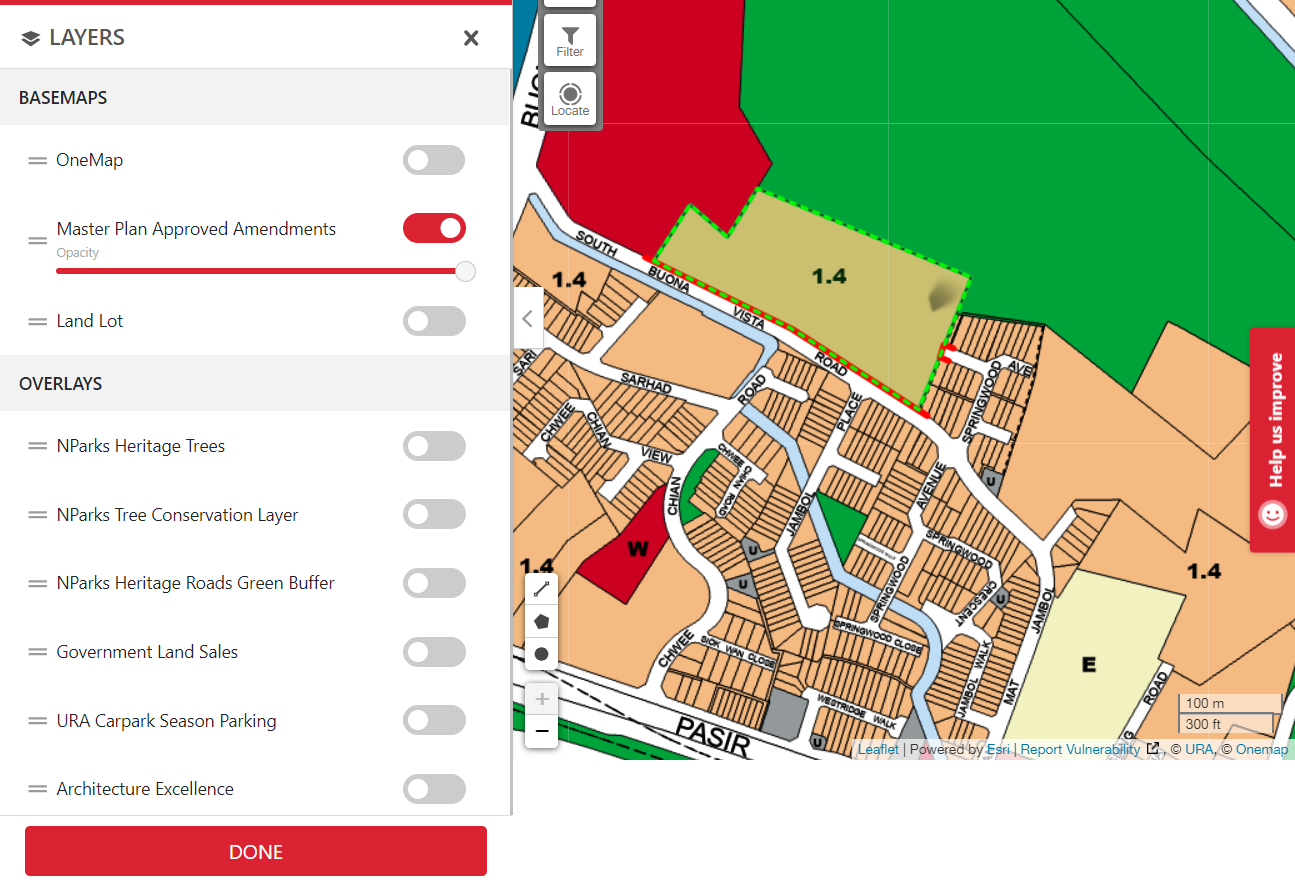 LAYERS
BASEMAPS
OneMap
Master Plan Approved Amendments
Opacity
Land Lot
OVERLAYS
NParks Heritage Trees
NParks Tree Conservation Layer
NParks Heritage Roads Green Buffer
Government Land Sales
URA Carpark Season Parking
Architecture Excellence
DONE
Filter
Locate
SOUTH
BUONA
VISTA
ROAD
1.4
1.4
SARHAD
ROAD
CHWEE
CHIAN
VIEW
CHWEE CHIAN ROAD
CHIAN
PLACE
JAMBOL
SPRINGWOOD
AVE
AVENUE
U
W
1.4
U
U
SPRINGWOOD WALK
SPRINGWOOD
SPRINGWOOD
CRESCENT
U
1.4
JAMBOL
MAT
E
ROAD
CHWEE
SICK WAN CLOSE
SPRINGWOOD CLOSE
JAMBOL WALK
WESTRIDGE WALK
U
PASIR
+
−
100 m
300 ft
Leaflet | Powered by Esri | Report Vulnerability , © URA, © Onemap
Help us improve